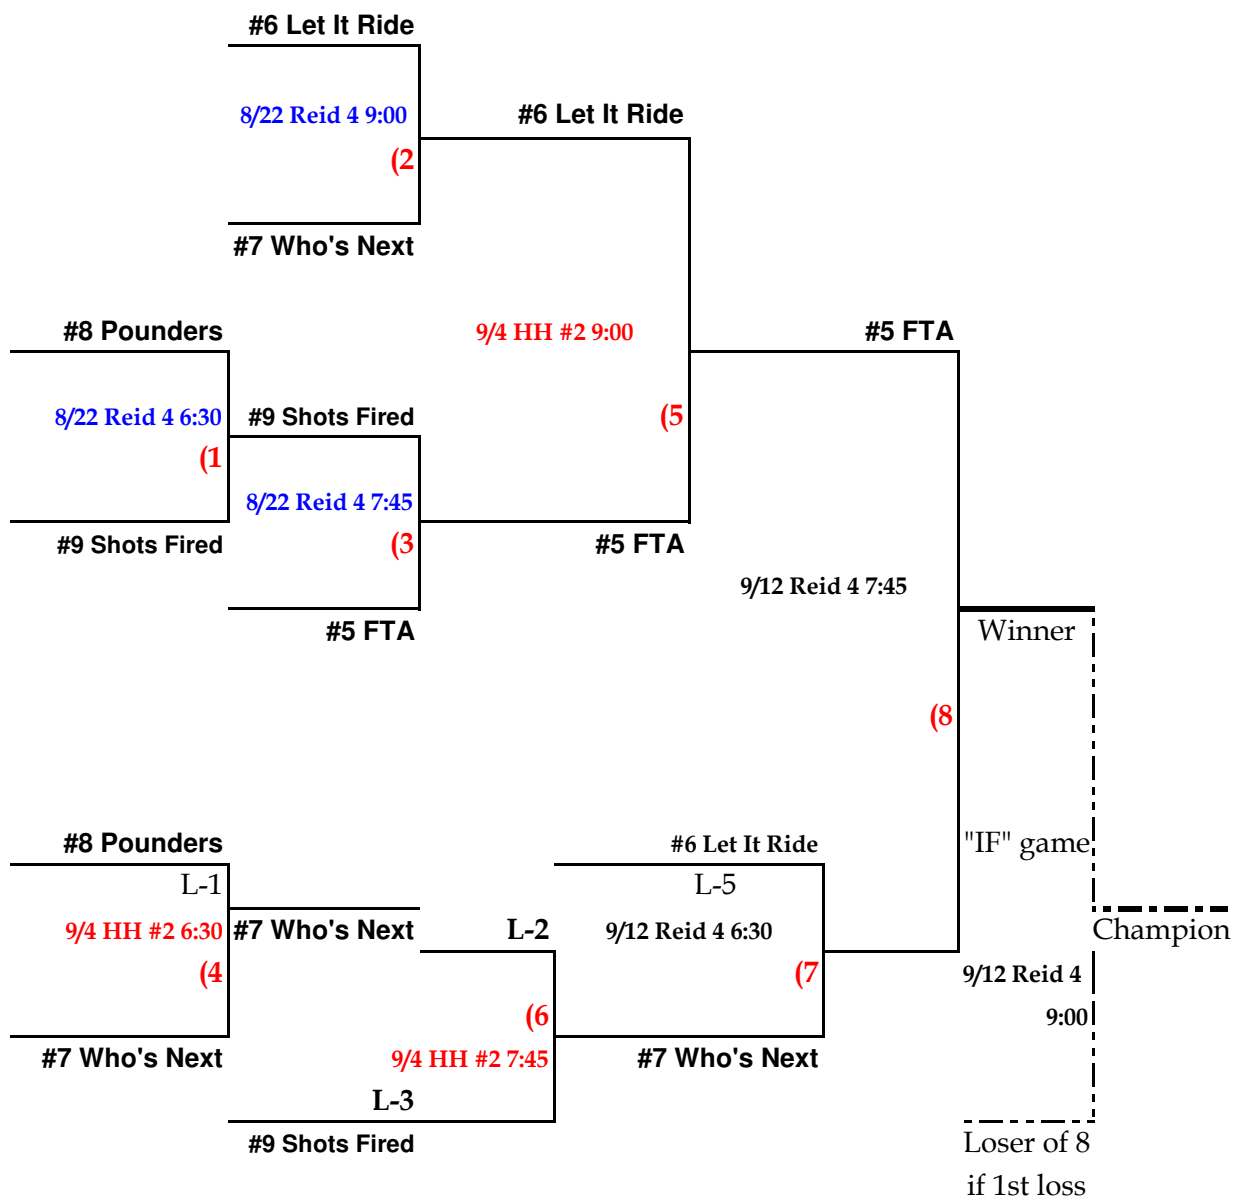 #6 Let It Ride
8/22 Reid 4 9:00
#6 Let It Ride
(2
#7 Who's Next
#8 Pounders
9/4 HH #2 9:00
#5 FTA
8/22 Reid 4 6:30
#9 Shots Fired
(5
(1
8/22 Reid 4 7:45
#9 Shots Fired
(3
#5 FTA
9/12 Reid 4 7:45
#5 FTA
Winner
(8
#8 Pounders
#6 Let It Ride
"IF" game
L-1
L-5
9/4 HH #2 6:30
#7 Who's Next
L-2
9/12 Reid 4 6:30
Champion
(4
(7
9/12 Reid 4
(6
9:00
#7 Who's Next
9/4 HH #2 7:45
#7 Who's Next
L-3
#9 Shots Fired
Loser of 8
if 1st loss